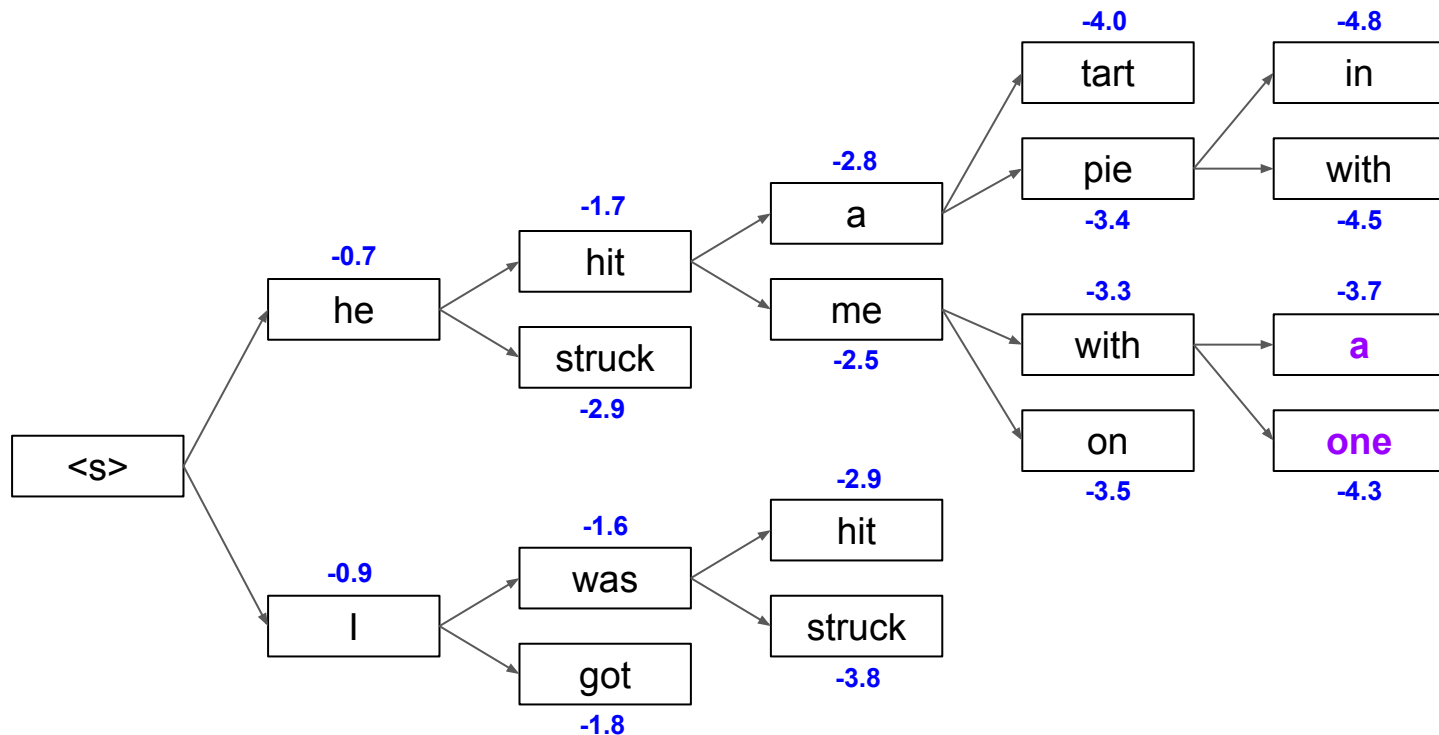 -4.0
-4.8
tart
in
-2.8
pie
with
-1.7
a
-3.4
-4.5
-0.7
hit
-3.3
-3.7
he
me
with
a
struck
-2.5
-2.9
on
one
<s>
-2.9
-3.5
-4.3
-1.6
hit
-0.9
was
I
struck
got
-3.8
-1.8